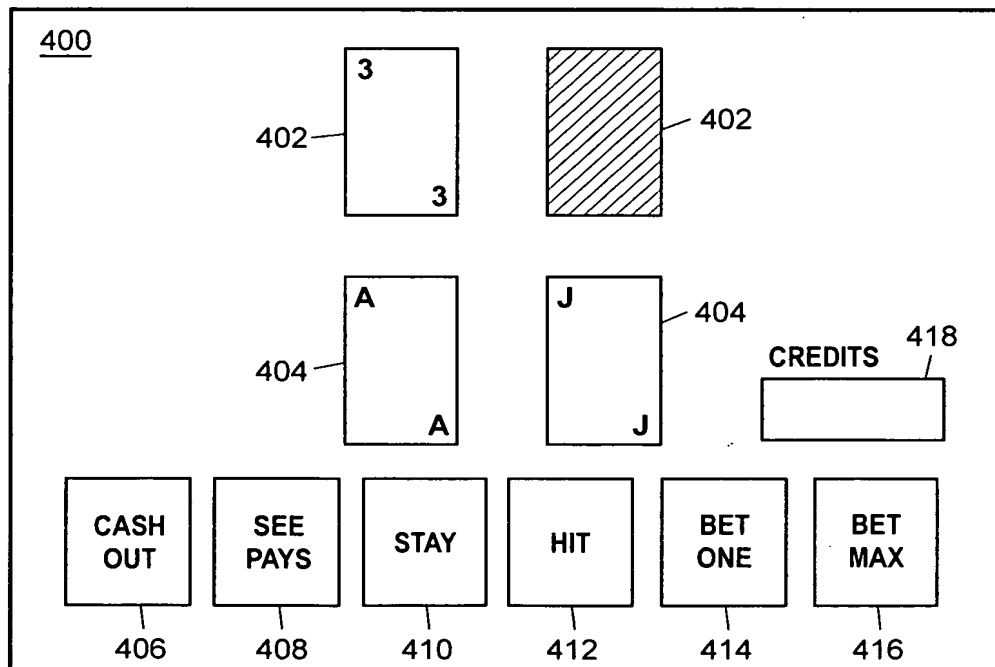 400
3
402
3
402
A
A
404
J
J
404
CREDITS
418
CASH OUT
SEE PAYS
STAY
HIT
BET ONE
BET MAX
406
408
410
412
414
416